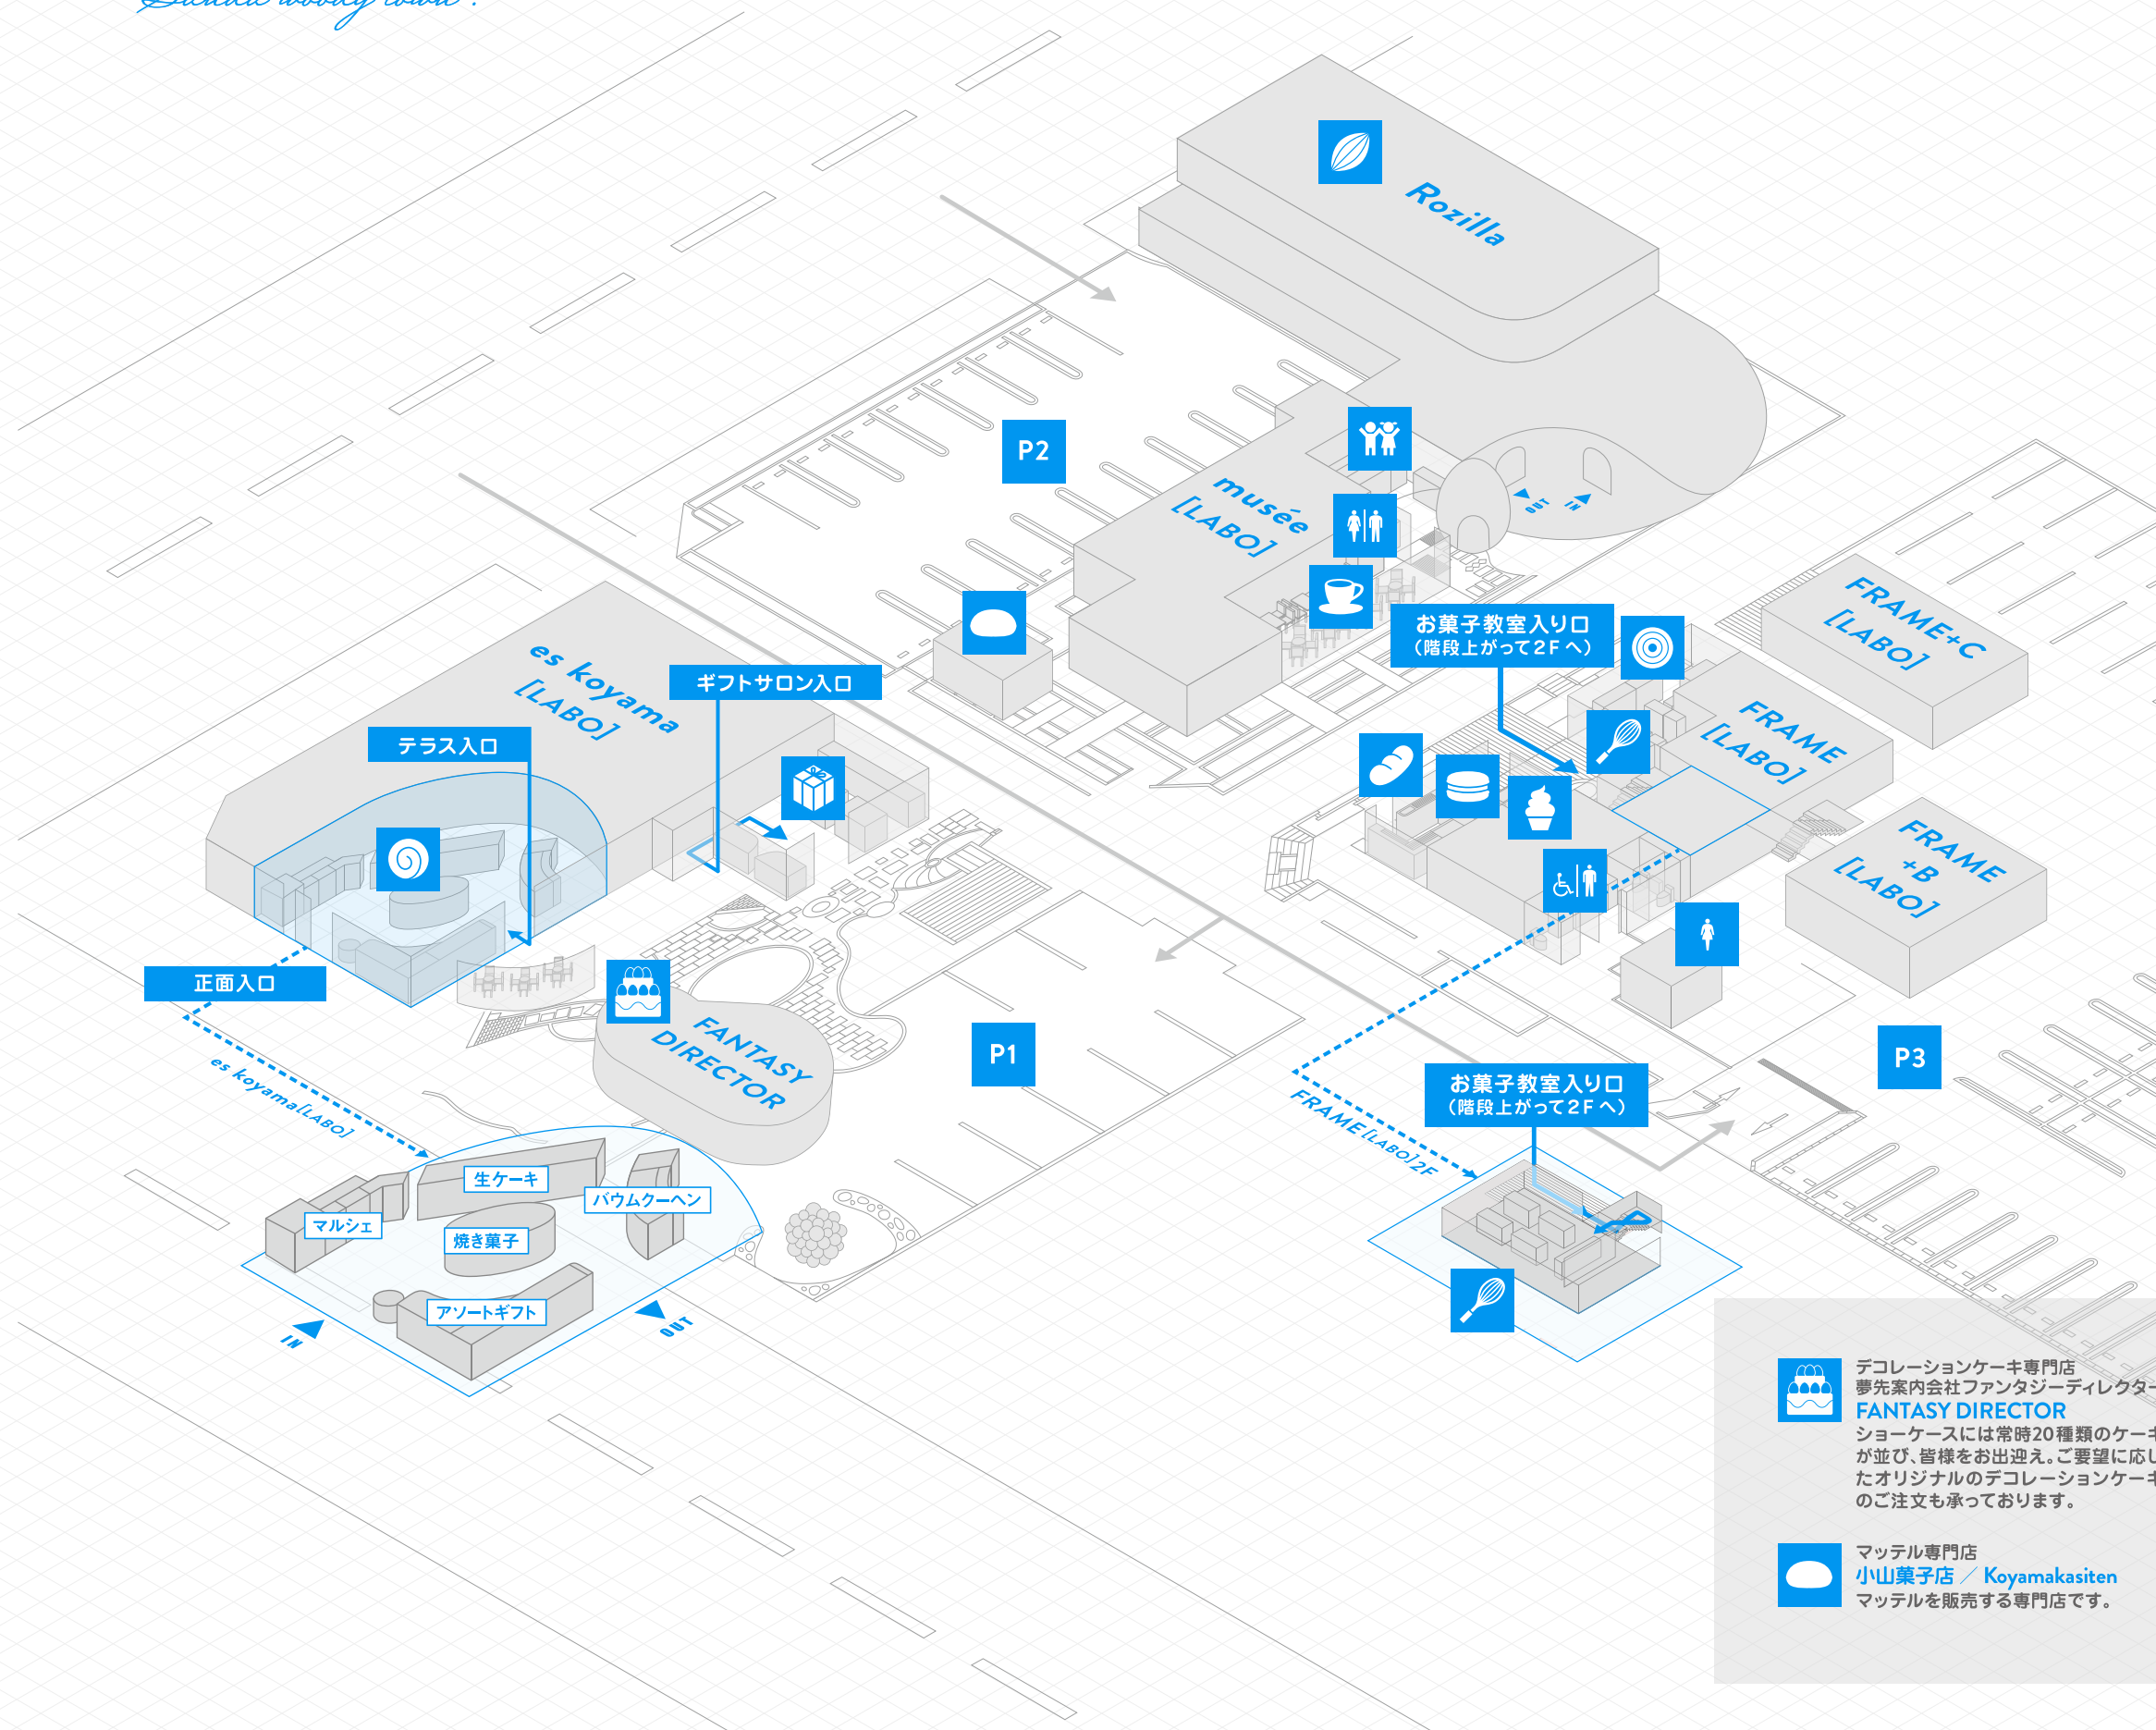 Rozilla
P2
musée
[LABO]
OUT
IN
FRAME+C
[LABO]
お菓子教室入り口
(階段上がって2Fへ)
es koyama
[LABO]
ギフトサロン入口
FRAME
[LABO]
テラス入口
FRAME
+B
[LABO]
正面入口
FANTASY
DIRECTOR
P1
P3
es koyama[LABO]
お菓子教室入り口
(階段上がって2Fへ)
FRAME[LABO]2F
生ケーキ
バウムクーヘン
マルシェ
焼き菓子
アソートギフト
IN
OUT
デコレーションケーキ専門店
夢先案内会社ファンタジーディレクター
FANTASY DIRECTOR
ショーケースには常時20種類のケーキ
が並び、皆様をお出迎え。ご要望に応じ
たオリジナルのデコレーションケーキ
のご注文も承っております。
マッテル専門店
小山菓子店 / Koyamakasiten
マッテルを販売する専門店です。